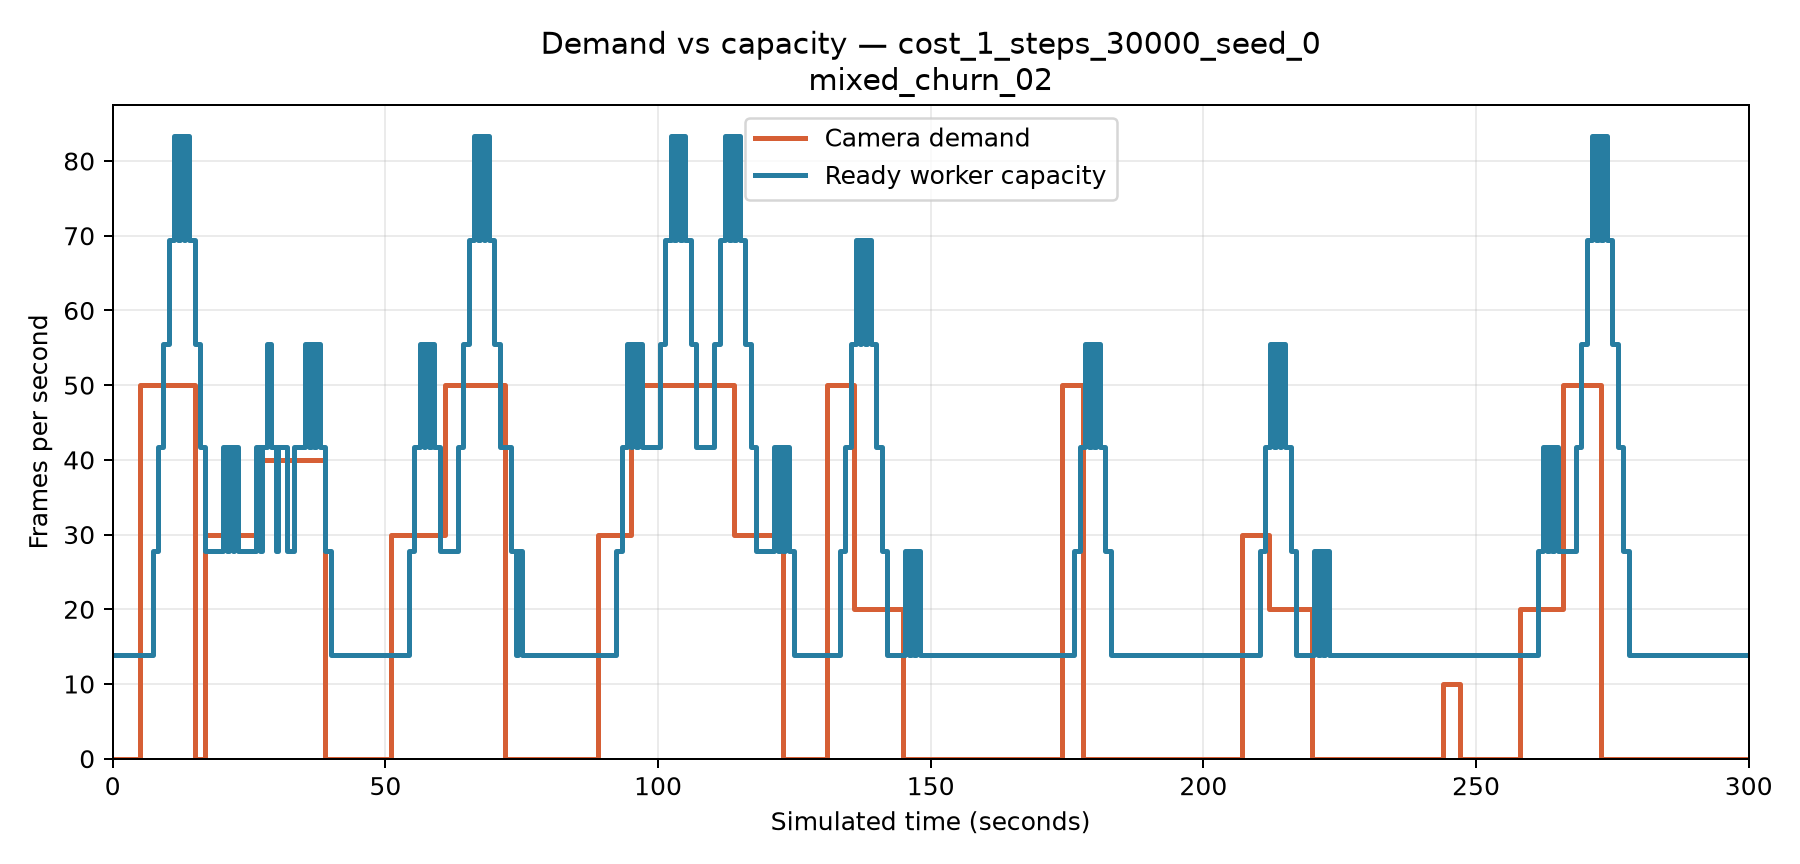 Demand vs capacity — cost_1_steps_30000_seed_0
mixed_churn_02
Camera demand
Ready worker capacity
Frames per second
80
70
60
50
40
30
20
10
0
0 50 100 150 200 250 300
Simulated time (seconds)